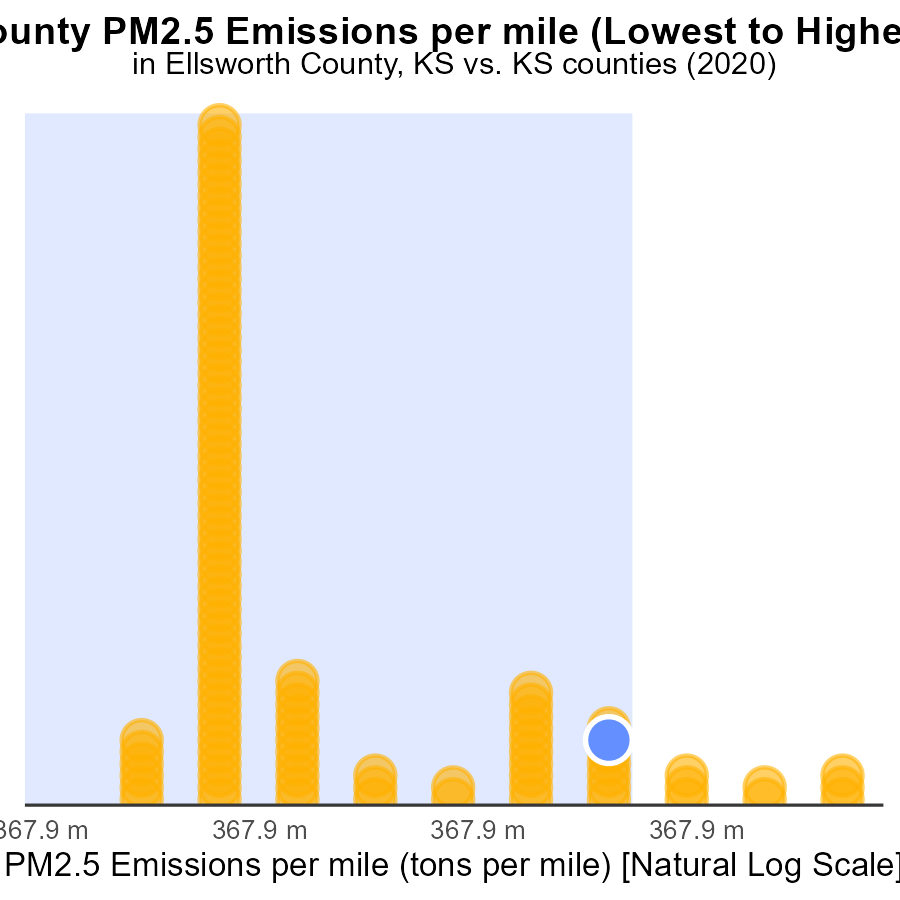 ounty PM2.5 Emissions per mile (Lowest to Highe
in Ellsworth County, KS vs. KS counties (2020)
367.9 m 367.9 m 367.9 m 367.9 m
PM2.5 Emissions per mile (tons per mile) [Natural Log Scale]